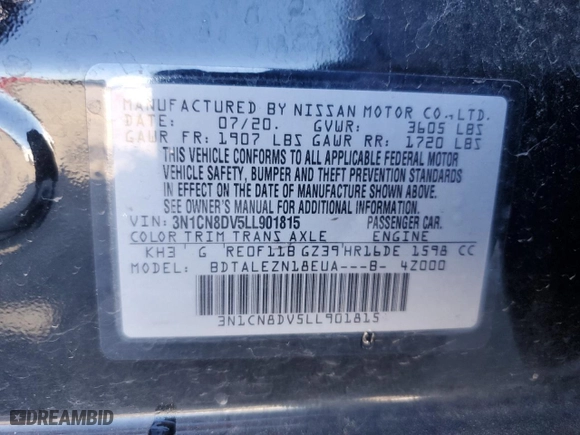 MANUFACTURED BY NISSAN MOTOR CO.,LTD.
DATE: 07/20. GVWR: 3605 LBS
GAWR FR: 1907 LBS GAWR RR: 1720 LBS
THIS VEHICLE CONFORMS TO ALL APPLICABLE FEDERAL MOTOR
VEHICLE SAFETY, BUMPER AND THEFT PREVENTION STANDARDS
IN EFFECT ON THE DATE OF MANUFACTURE SHOWN ABOVE.
SEE OWNER'S MANUAL FOR ADDITIONAL INFORMATION.
VIN: 3N1CN8DV5LL901815 PASSENGER CAR.
COLOR TRIM TRANS AXLE ENGINE
KH3 G RE0F11B GZ39 HR16DE 1598 CC
MODEL: BDTALEZN18EUA---B- 4Z000
3N1CN8DV5LL901815
DREAMBID